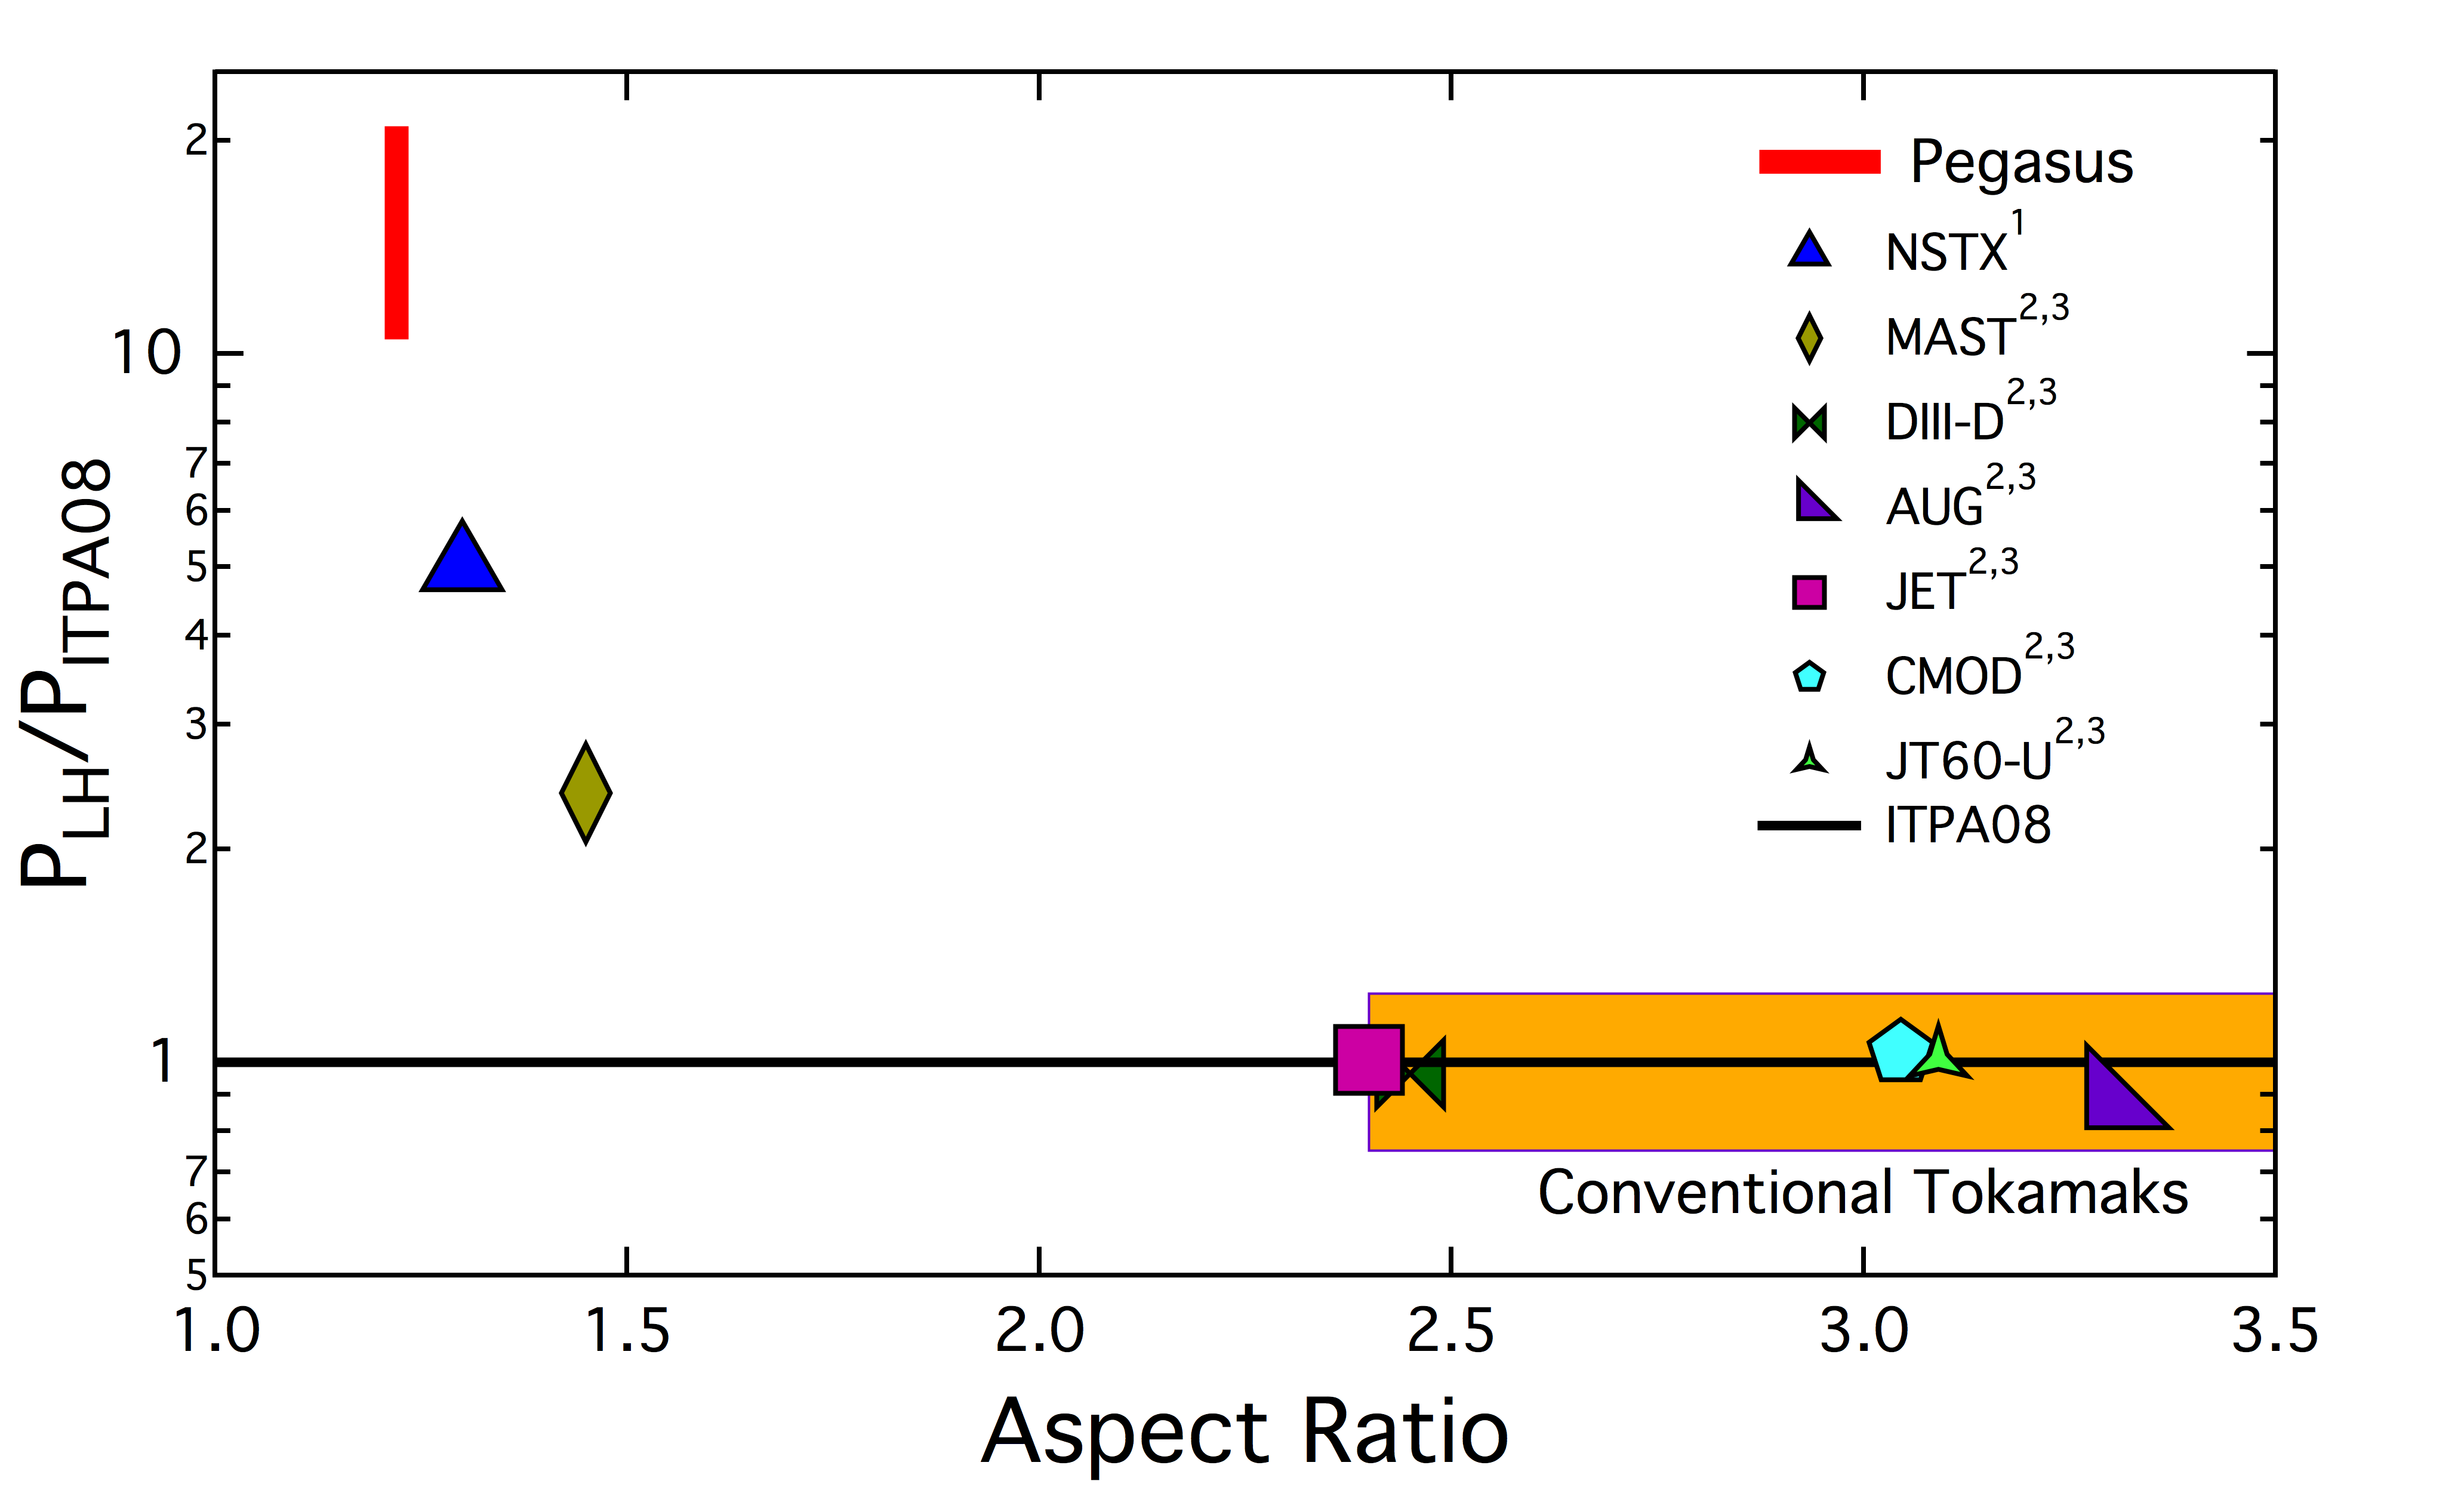 P_LH/P_ITPA08
2
10
7
6
5
4
3
2
1
7
6
5
1.0 1.5 2.0 2.5 3.0 3.5
Aspect Ratio
Pegasus
NSTX¹
MAST²,³
DIII-D²,³
AUG²,³
JET²,³
CMOD²,³
JT60-U²,³
ITPA08
Conventional Tokamaks